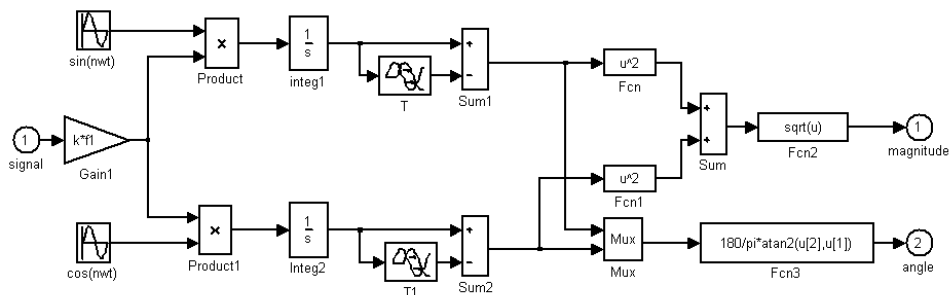 sin(nwt)
×
Product
1
s
integ1
T
+
−
Sum1
u^2
Fcn
1
signal
k*f1
Gain1
+
+
Sum
sqrt(u)
Fcn2
1
magnitude
u^2
Fcn1
cos(nwt)
×
Product1
1
s
Integ2
T1
+
−
Sum2
Mux
Mux
180/pi*atan2(u[2],u[1])
Fcn3
2
angle